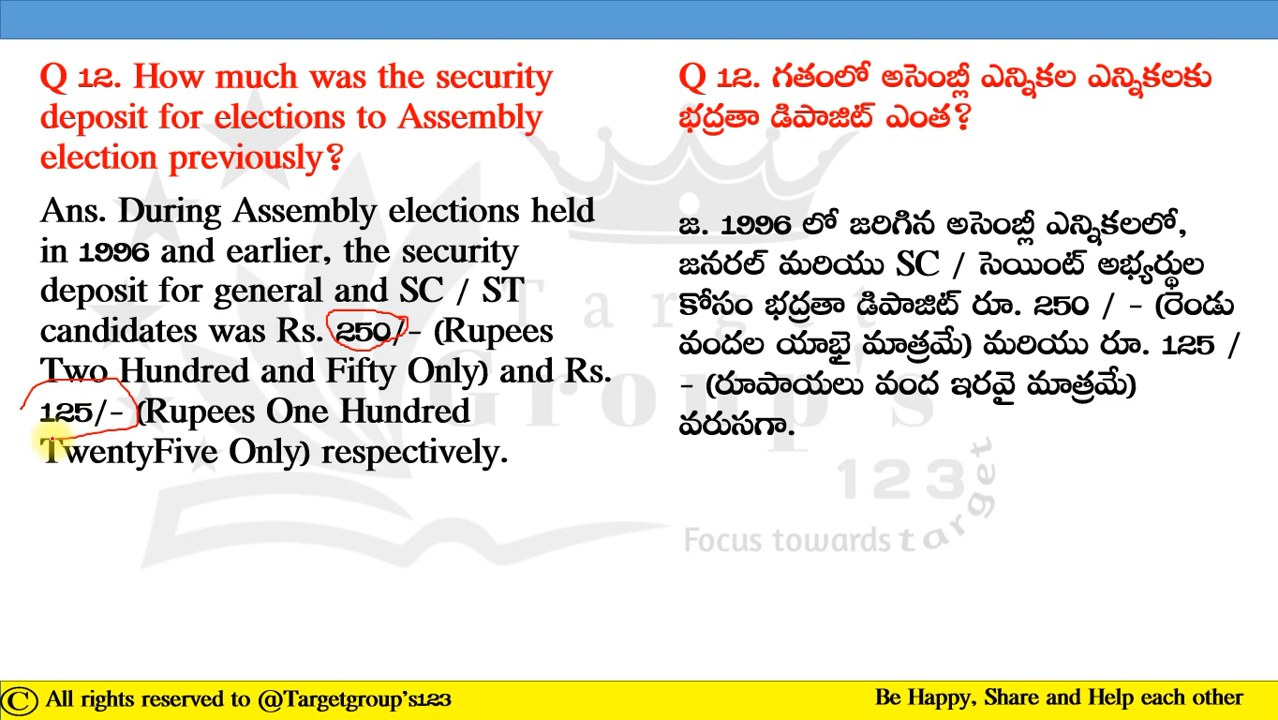 Q 12. How much was the security
deposit for elections to Assembly
election previously?
Ans. During Assembly elections held
in 1996 and earlier, the security
deposit for general and SC / ST
candidates was Rs. 250/- (Rupees
Two Hundred and Fifty Only) and Rs.
125/- (Rupees One Hundred
TwentyFive Only) respectively.
Q 12. గతంలో అసెంబ్లీ ఎన్నికల ఎన్నికలకు
భద్రతా డిపాజిట్ ఎంత?
జ. 1996 లో జరిగిన అసెంబ్లీ ఎన్నికలలో,
జనరల్ మరియు SC / సెయింట్ అభ్యర్థుల
కోసం భద్రతా డిపాజిట్ రూ. 250 / - (రెండు
వందల యాభై మాత్రమే) మరియు రూ. 125 /
- (రూపాయలు వంద ఇరవై మాత్రమే)
వరుసగా.
Target
Group's
123
Focus towards target
© All rights reserved to @Targetgroup's123
Be Happy, Share and Help each other